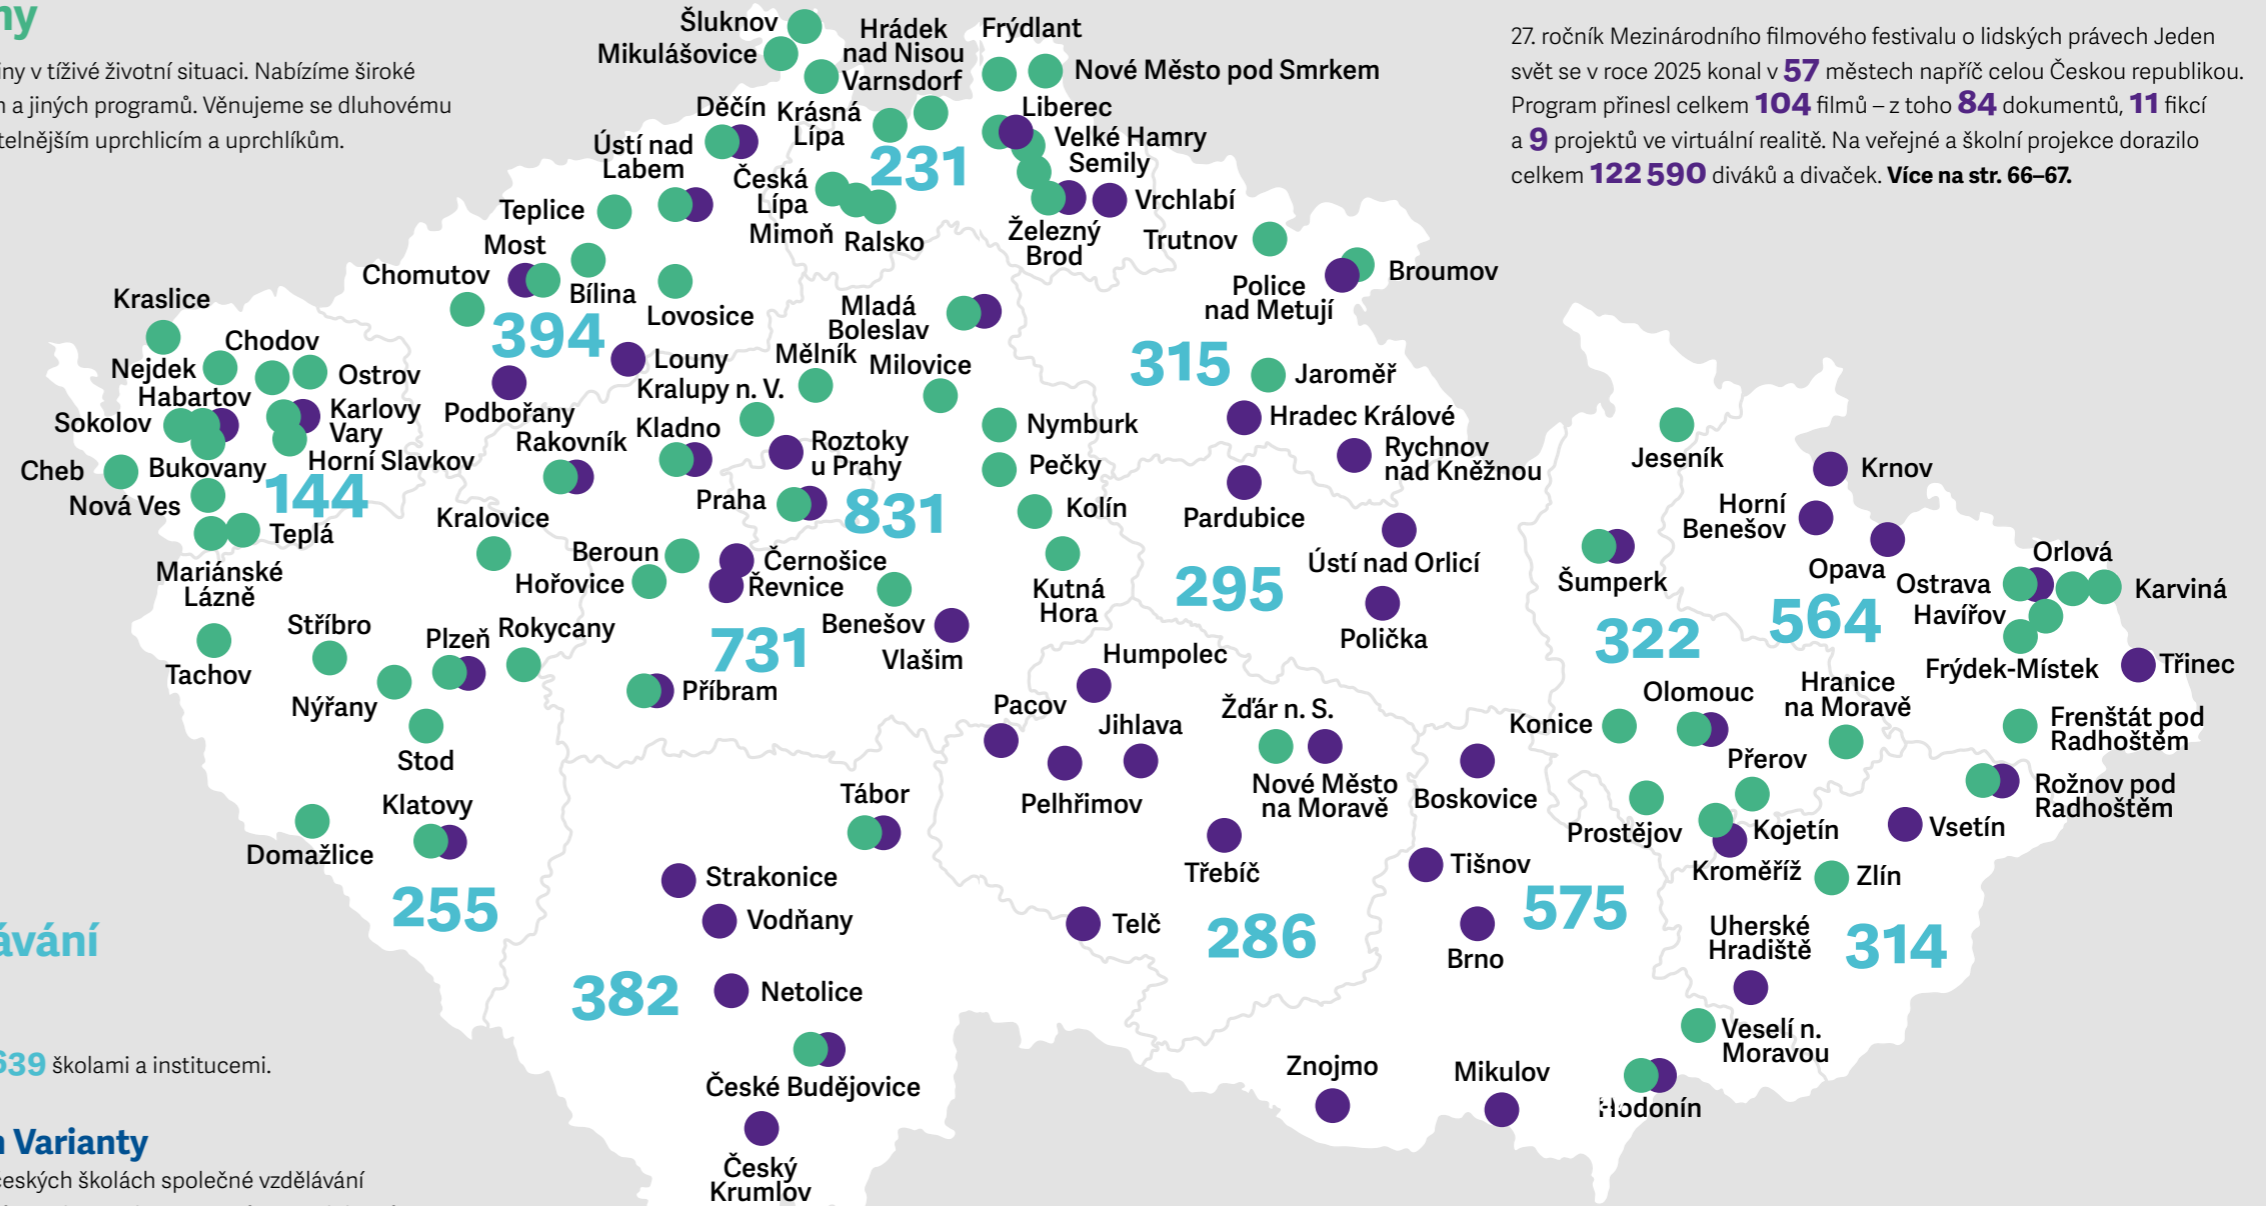 ny
iny v tíživé životní situaci. Nabízíme široké
a jiných programů. Věnujeme se dluhovému
telnějším uprchlicím a uprchlíkům.
27. ročník Mezinárodního filmového festivalu o lidských právech Jeden
svět se v roce 2025 konal v 57 městech napříč celou Českou republikou.
Program přinesl celkem 104 filmů – z toho 84 dokumentů, 11 fikcí
a 9 projektů ve virtuální realitě. Na veřejné a školní projekce dorazilo
celkem 122 590 diváků a divaček. Více na str. 66–67.
Šluknov
Mikulášovice
Hrádek
nad Nisou
Varnsdorf
Frýdlant
Nové Město pod Smrkem
Děčín
Krásná
Lípa
Liberec
Velké Hamry
Semily
Ústí nad
Labem
231
Česká
Lípa
Mimoň
Ralsko
Železný
Brod
Vrchlabí
Teplice
Most
Trutnov
Broumov
Police
nad Metují
Chomutov
Bílina
Lovosice
Kraslice
394
Mladá
Boleslav
Chodov
Nejdek
Ostrov
Habartov
Louny
Mělník
Milovice
315
Jaroměř
Kralupy n. V.
Podbořany
Sokolov
Karlovy
Vary
Hradec Králové
Rakovník
Kladno
Nymburk
Roztoky
u Prahy
Rychnov
nad Kněžnou
Cheb
Bukovany
Horní Slavkov
Pečky
Jeseník
Krnov
144
Nová Ves
Praha
831
Kolín
Pardubice
Horní
Benešov
Kralovice
Teplá
Beroun
Černošice
Hořovice
Řevnice
Ústí nad Orlicí
Opava
Orlová
Mariánské
Lázně
Kutná
Hora
295
Šumperk
Ostrava
Karviná
Havířov
564
Stříbro
Plzeň
Rokycany
731
Benešov
Vlašim
Polička
322
Tachov
Humpolec
Frýdek-Místek
Třinec
Příbram
Nýřany
Pacov
Jihlava
Žďár n. S.
Konice
Olomouc
Hranice
na Moravě
Frenštát pod
Radhoštěm
Stod
Přerov
Klatovy
Tábor
Pelhřimov
Nové Město
na Moravě
Boskovice
Rožnov pod
Radhoštěm
Prostějov
Kojetín
Vsetín
Domažlice
Třebíč
Tišnov
Kroměříž
Zlín
Strakonice
255
Vodňany
Telč
286
575
Uherské
Hradiště
314
ávání
Brno
382
Netolice
Veselí n.
Moravou
639 školami a institucemi.
České Budějovice
Znojmo
Mikulov
Hodonín
Varianty
Český
Krumlov
českých školách společné vzdělávání